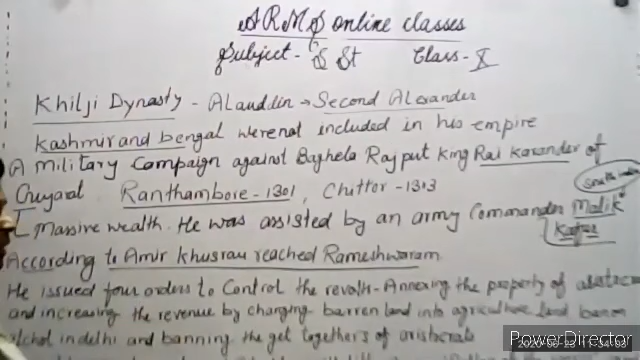 ARMS online classes
Subject - S St Class - X
Khilji Dynasty - Alauddin → Second Alexander
Kashmir and bengal were not included in his empire
A military Campaign against Baghela Rajput King Rai Karander of
Gujarat Ranthambore - 1301, Chittor - 1303
Massive wealth. He was assisted by an army Commander Malik
Kafur
According to Amir Khusrau reached Rameshwaram
He issued four orders to Control the revolts - Annexing the property of
and increasing the revenue by changing barren land into agriculture land
in delhi and banning the get togethers of aristocrats
PowerDirector